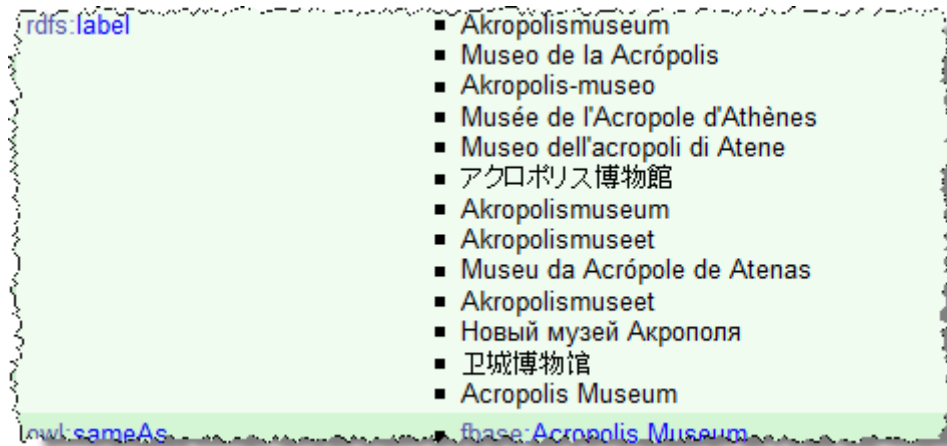 rdfs:label
Akropolismuseum
Museo de la Acrópolis
Akropolis-museo
Musée de l'Acropole d'Athènes
Museo dell'acropoli di Atene
アクロポリス博物館
Akropolismuseum
Akropolismuseet
Museu da Acrópole de Atenas
Akropolismuseet
Новый музей Акрополя
卫城博物馆
Acropolis Museum
owl:sameAs fbase:Acropolis Museum